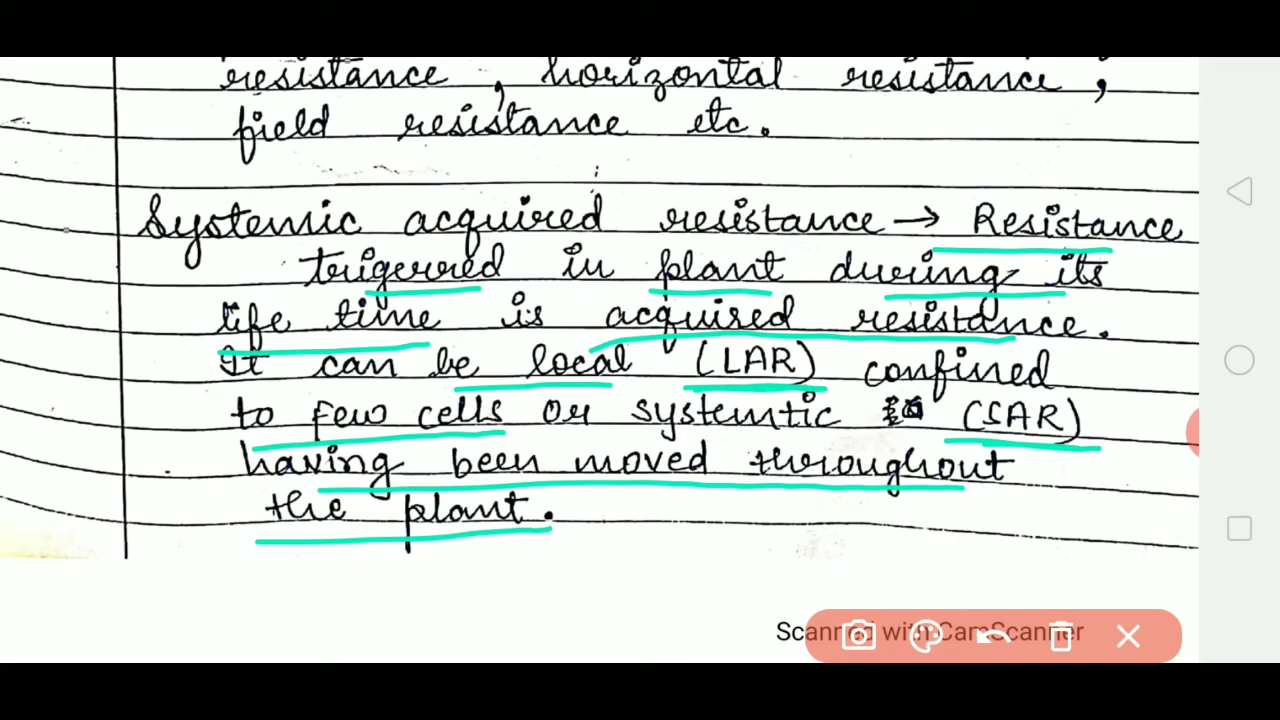 resistance, horizontal resistance,
field resistance etc.
Systemic acquired resistance → Resistance
trigerred in plant during its
life time is acquired resistance.
It can be local (LAR) confined
to few cells or systemtic (SAR)
having been moved throughout
the plant.
Scanned with CamScanner